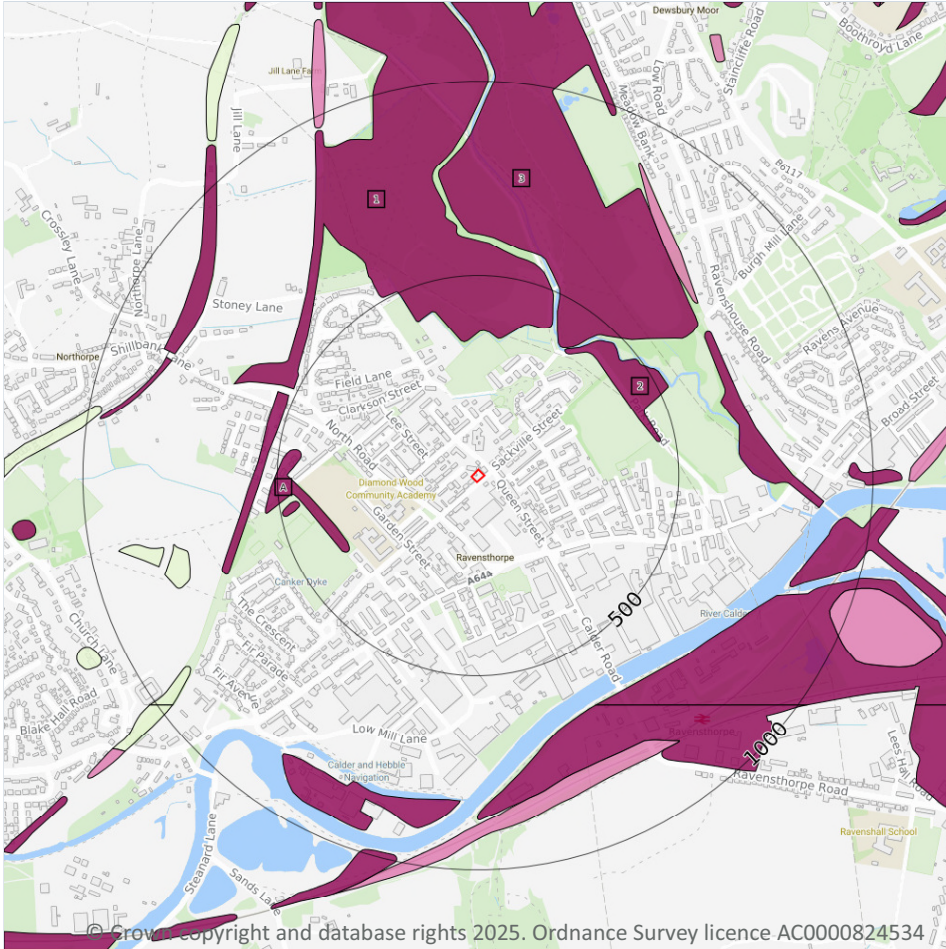 Dewsbury Moor
Boothroyd Lane
Staincliffe Road
Low Road
Jill Lane Farm
Jill Lane
Meadow Bank
B6117
3
1
Crossley Lane
Northorpe Lane
Burgh Mill Lane
Ravenshouse Road
Stoney Lane
Ravens Avenue
Shillbank Lane
Northorpe
Field Lane
Clarkson Street
2
Lee Street
North Road
Sackville Street
Broad Street
Road
A
Diamond Wood
Community Academy
Queen Street
Garden Street
Ravensthorpe
A644
Canker Dyke
500
The Crescent
River Calder
Church Lane
Fir Parade
Calder Road
Fir Avenue
Blake Hall Road
Low Mill Lane
Ravensthorpe
1000
Lees Hall Road
Calder and Hebble
Navigation
Ravensthorpe Road
Steanard Lane
Ravenshall School
Sands Lane
© Crown copyright and database rights 2025. Ordnance Survey licence AC0000824534